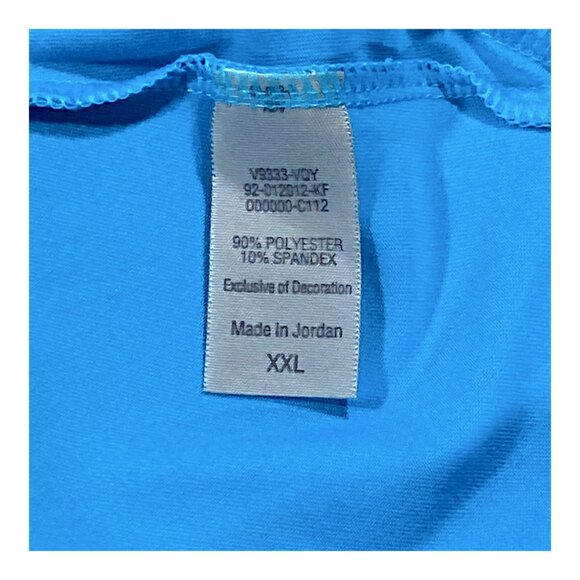 V9333-VQY
92-012012-KF
000000-C112
90% POLYESTER
10% SPANDEX
Exclusive of Decoration
Made in Jordan
XXL